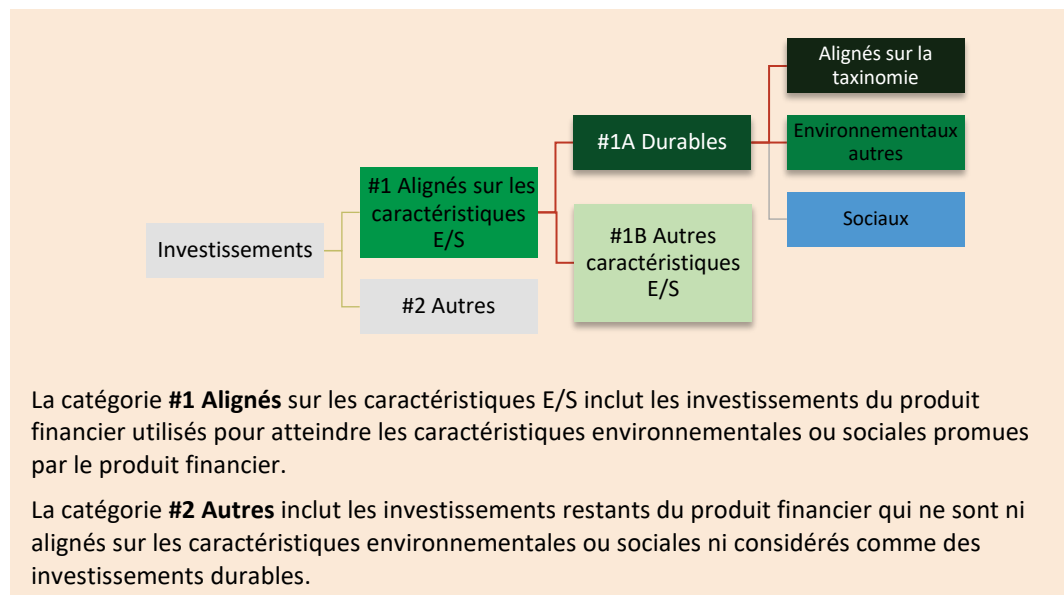 Investissements
#1 Alignés sur les
caractéristiques
E/S
#2 Autres
#1A Durables
#1B Autres
caractéristiques
E/S
Alignés sur la
taxinomie
Environnementaux
autres
Sociaux
La catégorie #1 Alignés sur les caractéristiques E/S inclut les investissements du produit
financier utilisés pour atteindre les caractéristiques environnementales ou sociales promues
par le produit financier.
La catégorie #2 Autres inclut les investissements restants du produit financier qui ne sont ni
alignés sur les caractéristiques environnementales ou sociales ni considérés comme des
investissements durables.